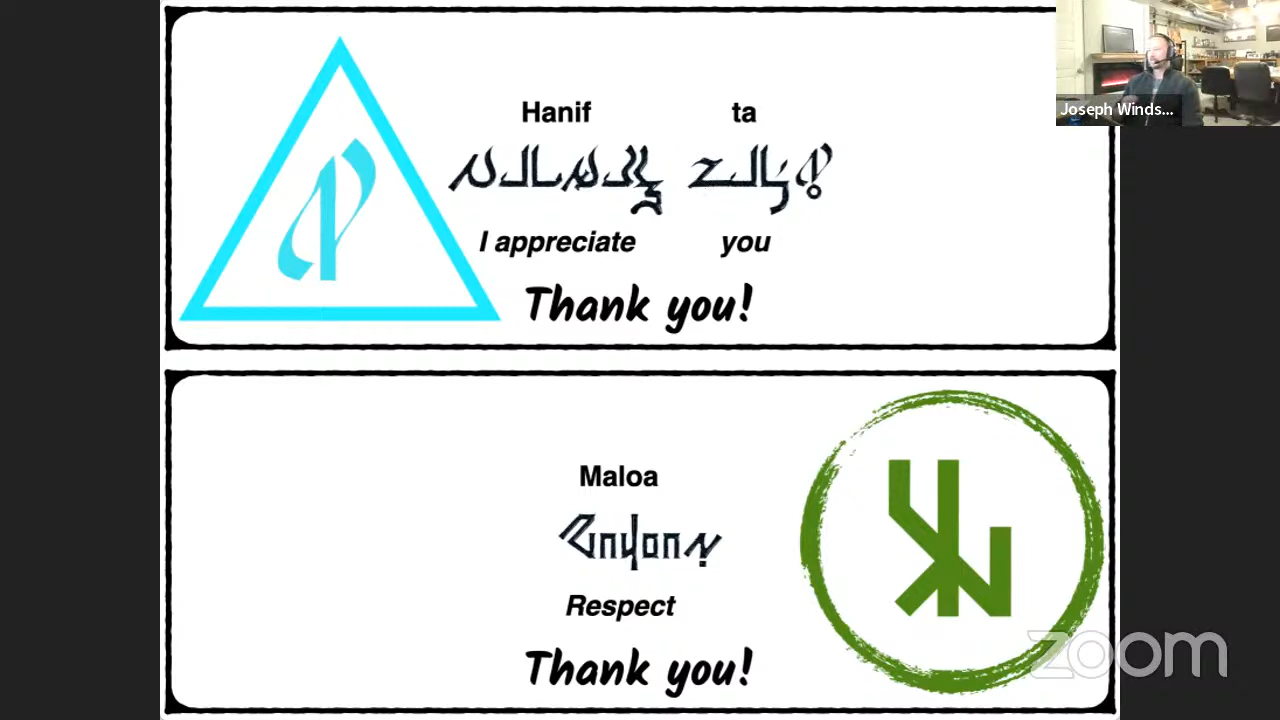 Joseph Winds...
Hanif ta
I appreciate you
Thank you!
Maloa
Respect
Thank you!
zoom